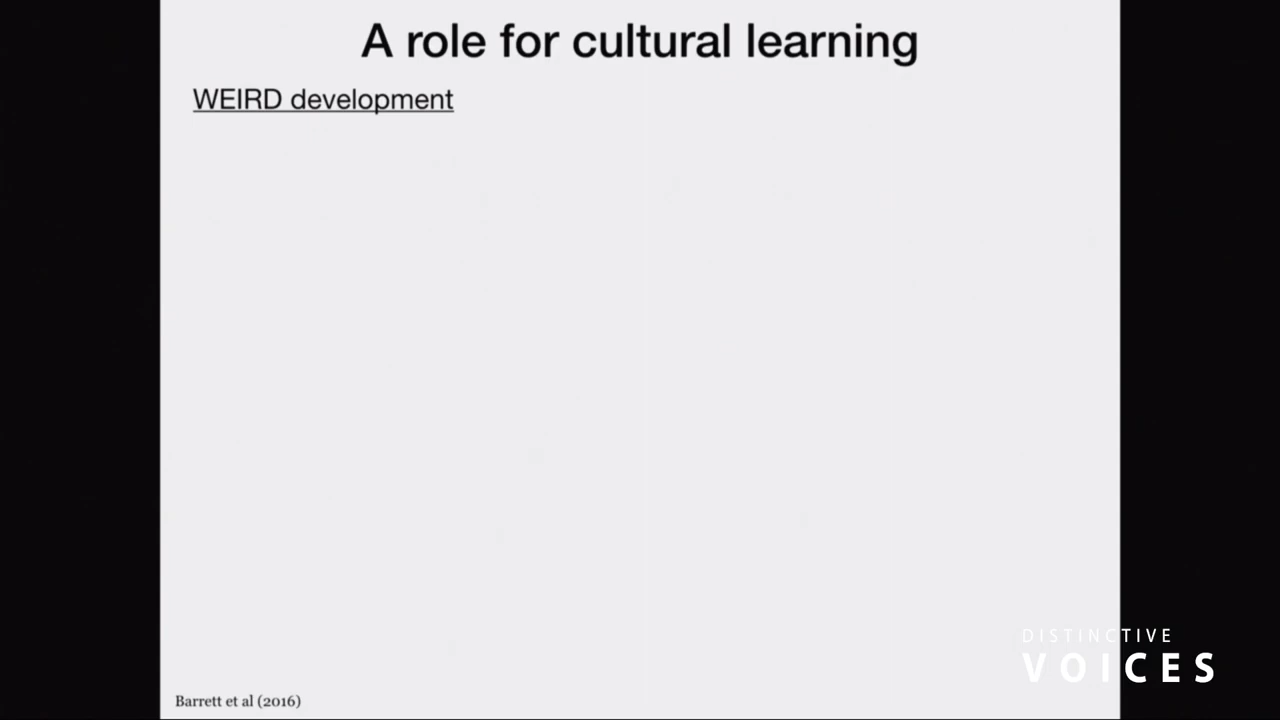 A role for cultural learning
WEIRD development
Barrett et al (2016)
DISTINCTIVE
VOICES